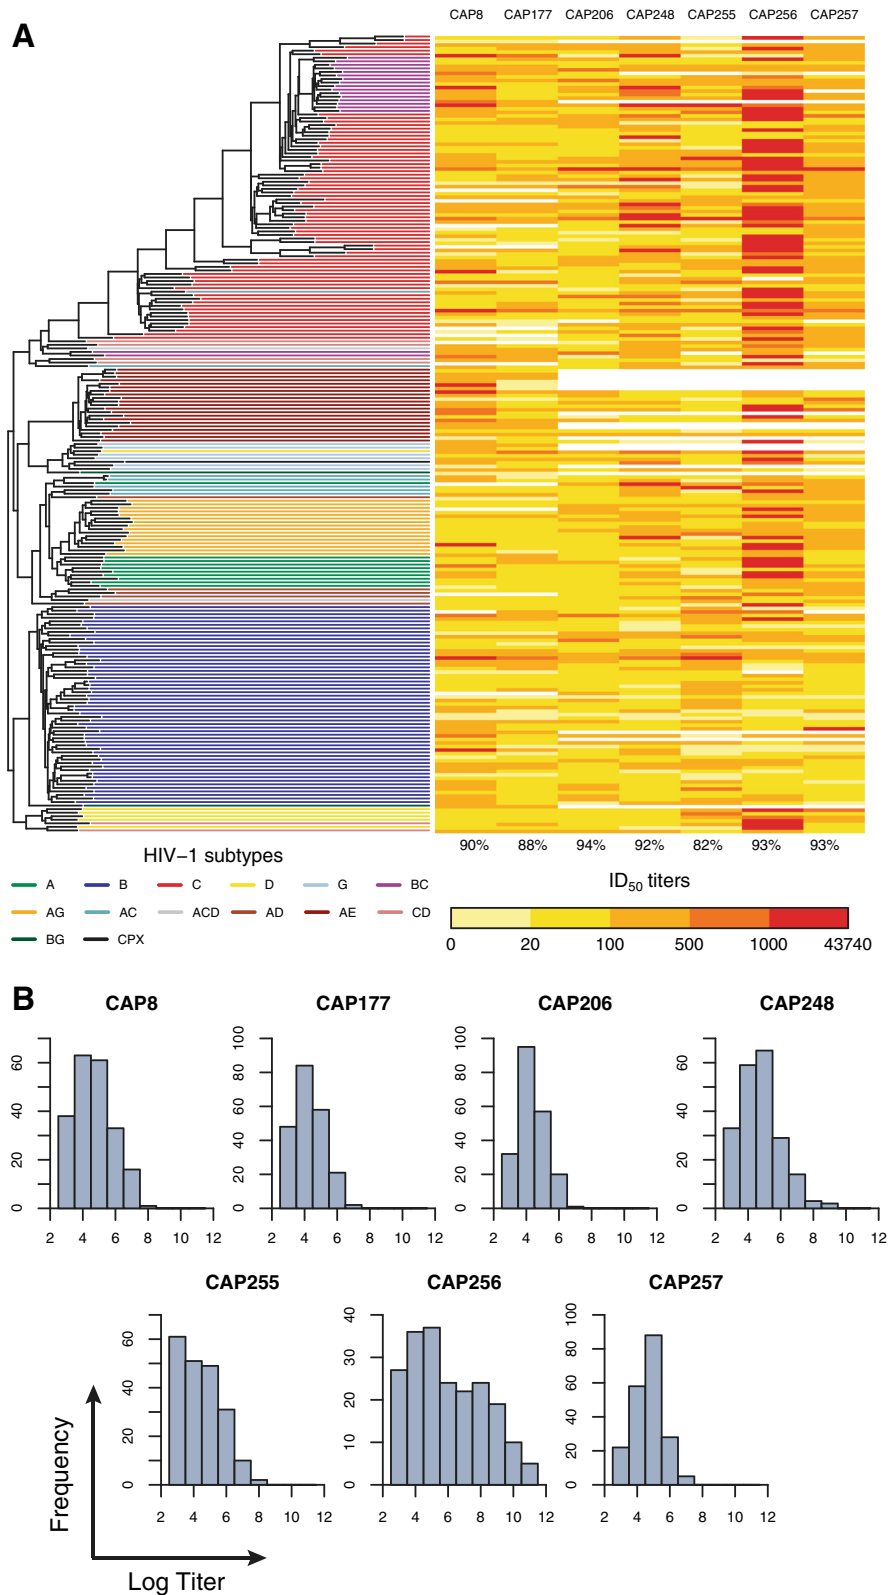 A
CAP8 CAP177 CAP206 CAP248 CAP255 CAP256 CAP257
90% 88% 94% 92% 82% 93% 93%
HIV−1 subtypes
A B C D G BC
AG AC ACD AD AE CD
BG CPX
ID50 titers
0 20 100 500 1000 43740
B
CAP8 CAP177 CAP206 CAP248
0 20 40 60
2 4 6 8 10 12
0 20 40 60 80 100
2 4 6 8 10 12
0 20 40 60 80 100
2 4 6 8 10 12
0 20 40 60
2 4 6 8 10 12
CAP255 CAP256 CAP257
0 20 40 60
2 4 6 8 10 12
0 10 20 30 40
2 4 6 8 10 12
0 20 40 60 80 100
2 4 6 8 10 12
Frequency
Log Titer